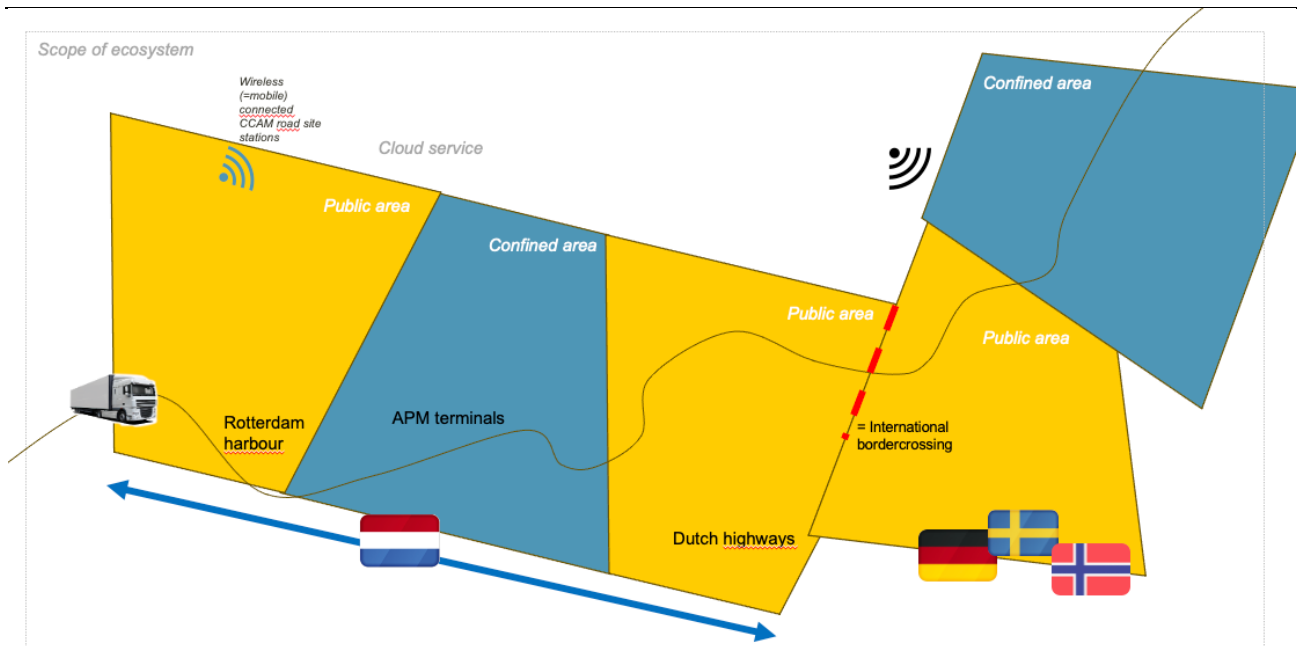 Scope of ecosystem
Wireless
(=mobile)
connected
CCAM road site
stations
Cloud service
Public area
Confined area
Public area
Confined area
Public area
Rotterdam
harbour
APM terminals
= International
bordercrossing
Dutch highways